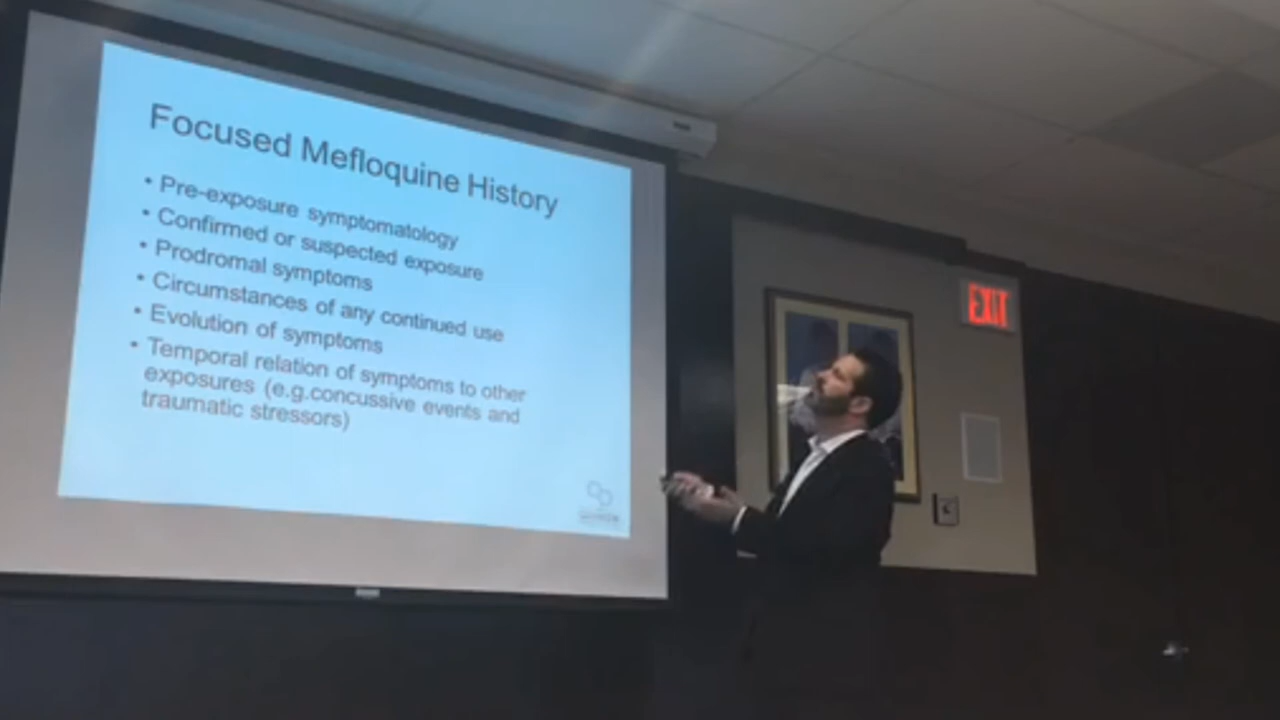 Focused Mefloquine History
• Pre-exposure symptomatology
• Confirmed or suspected exposure
• Prodromal symptoms
• Circumstances of any continued use
• Evolution of symptoms
• Temporal relation of symptoms to other
exposures (e.g.concussive events and
traumatic stressors)
EXIT